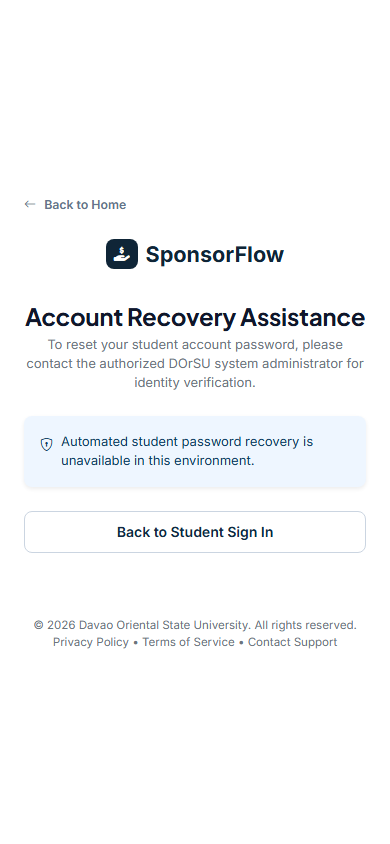 ← Back to Home
SponsorFlow
Account Recovery Assistance
To reset your student account password, please
contact the authorized DOrSU system administrator for
identity verification.
Automated student password recovery is
unavailable in this environment.
Back to Student Sign In
© 2026 Davao Oriental State University. All rights reserved.
Privacy Policy • Terms of Service • Contact Support